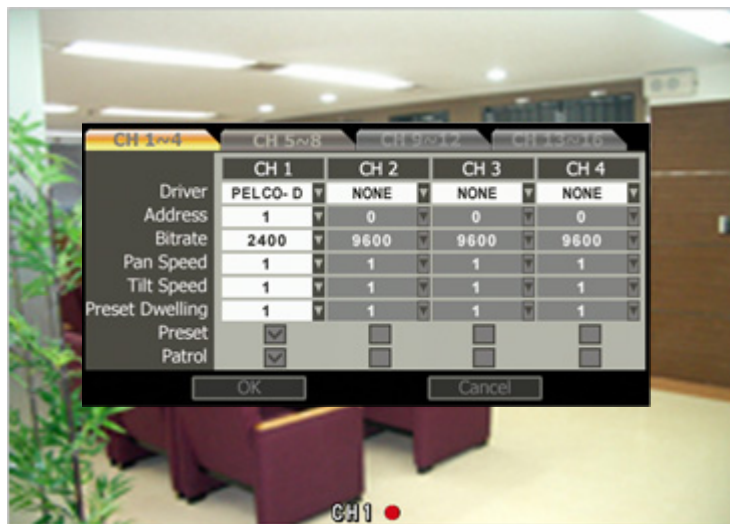 CH 1~4 CH 5~8 CH 9~12 CH 13~16
CH 1 CH 2 CH 3 CH 4
Driver PELCO- D NONE NONE NONE
Address 1 0 0 0
Bitrate 2400 9600 9600 9600
Pan Speed 1 1 1 1
Tilt Speed 1 1 1 1
Preset Dwelling 1 1 1 1
Preset
Patrol
OK Cancel
CH1